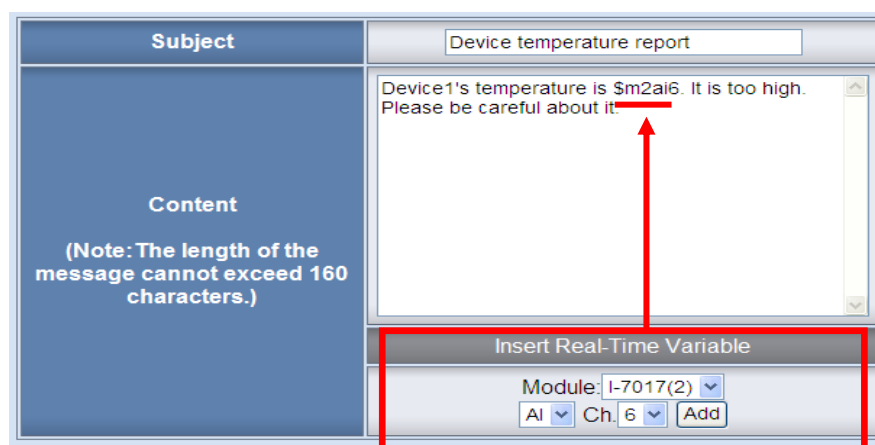 Subject
Device temperature report
Device1's temperature is $m2ai6. It is too high.
Please be careful about it.
Content
(Note:The length of the
message cannot exceed 160
characters.)
Insert Real-Time Variable
Module: I-7017(2)
AI Ch. 6 Add